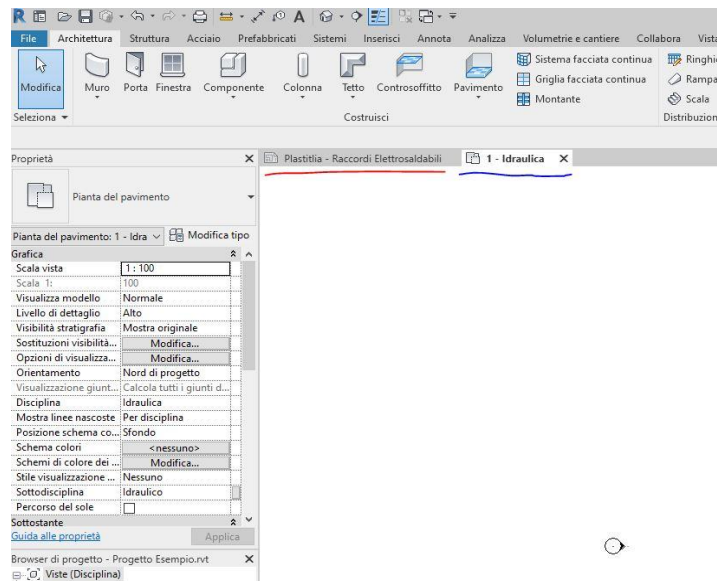 File Architettura Struttura Acciaio Prefabbricati Sistemi Inserisci Annota Analizza Volumetrie e cantiere Collabora Vista
Modifica Muro Porta Finestra Componente Colonna Tetto Controsoffitto Pavimento
Sistema facciata continua
Griglia facciata continua
Montante
Ringhie
Rampa
Scala
Seleziona Costruisci Distribuzion
Proprietà X Plastitlia - Raccordi Elettrosaldabili 1 - Idraulica X
Pianta del pavimento
Pianta del pavimento: 1 - Idra Modifica tipo
Grafica
Scala vista 1 : 100
Scala 1: 100
Visualizza modello Normale
Livello di dettaglio Alto
Visibilità stratigrafia Mostra originale
Sostituzioni visibilità... Modifica...
Opzioni di visualizza... Modifica...
Orientamento Nord di progetto
Visualizzazione giunt... Calcola tutti i giunti d...
Disciplina Idraulica
Mostra linee nascoste Per disciplina
Posizione schema co... Sfondo
Schema colori <nessuno>
Schemi di colore dei ... Modifica...
Stile visualizzazione ... Nessuno
Sottodisciplina Idraulico
Percorso del sole
Sottostante
Guida alle proprietà Applica
Browser di progetto - Progetto Esempio.rvt X
Viste (Disciplina)